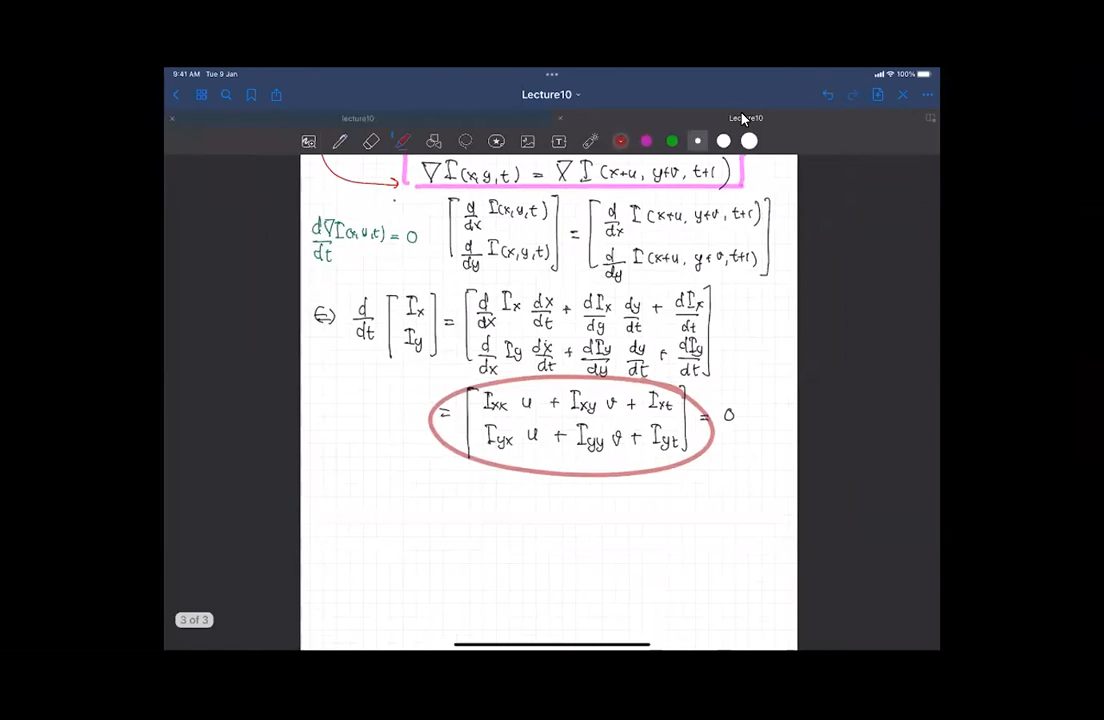 9:41 AM Tue 9 Jan
100%
Lecture10
lecture10
Lecture10
∇I(x,y,t) = ∇I(x+u, y+v, t+1)
d∇I(x,y,t)/dt = 0
[d/dx I(x,y,t); d/dy I(x,y,t)] = [d/dx I(x+u, y+v, t+1); d/dy I(x+u, y+v, t+1)]
⇔ d/dt [Ix; Iy] = [d/dx Ix dx/dt + dIx/dy dy/dt + dIx/dt; d/dx Iy dx/dt + dIy/dy dy/dt + dIy/dt]
= [Ixx u + Ixy v + Ixt; Iyx u + Iyy v + Iyt] = 0
3 of 3